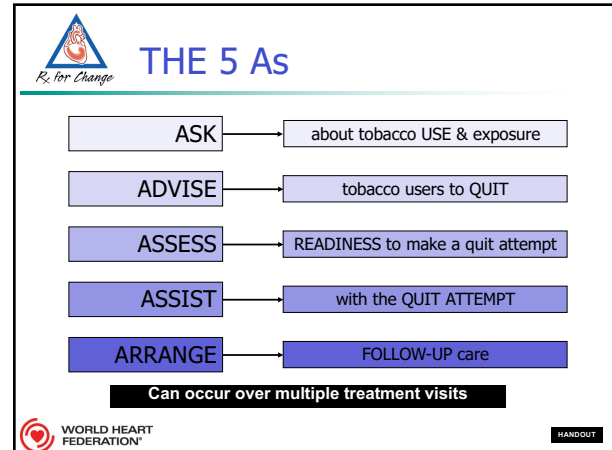 Rx for Change
THE 5 As
ASK
about tobacco USE & exposure
ADVISE
tobacco users to QUIT
ASSESS
READINESS to make a quit attempt
ASSIST
with the QUIT ATTEMPT
ARRANGE
FOLLOW-UP care
Can occur over multiple treatment visits
WORLD HEART
FEDERATION®
HANDOUT